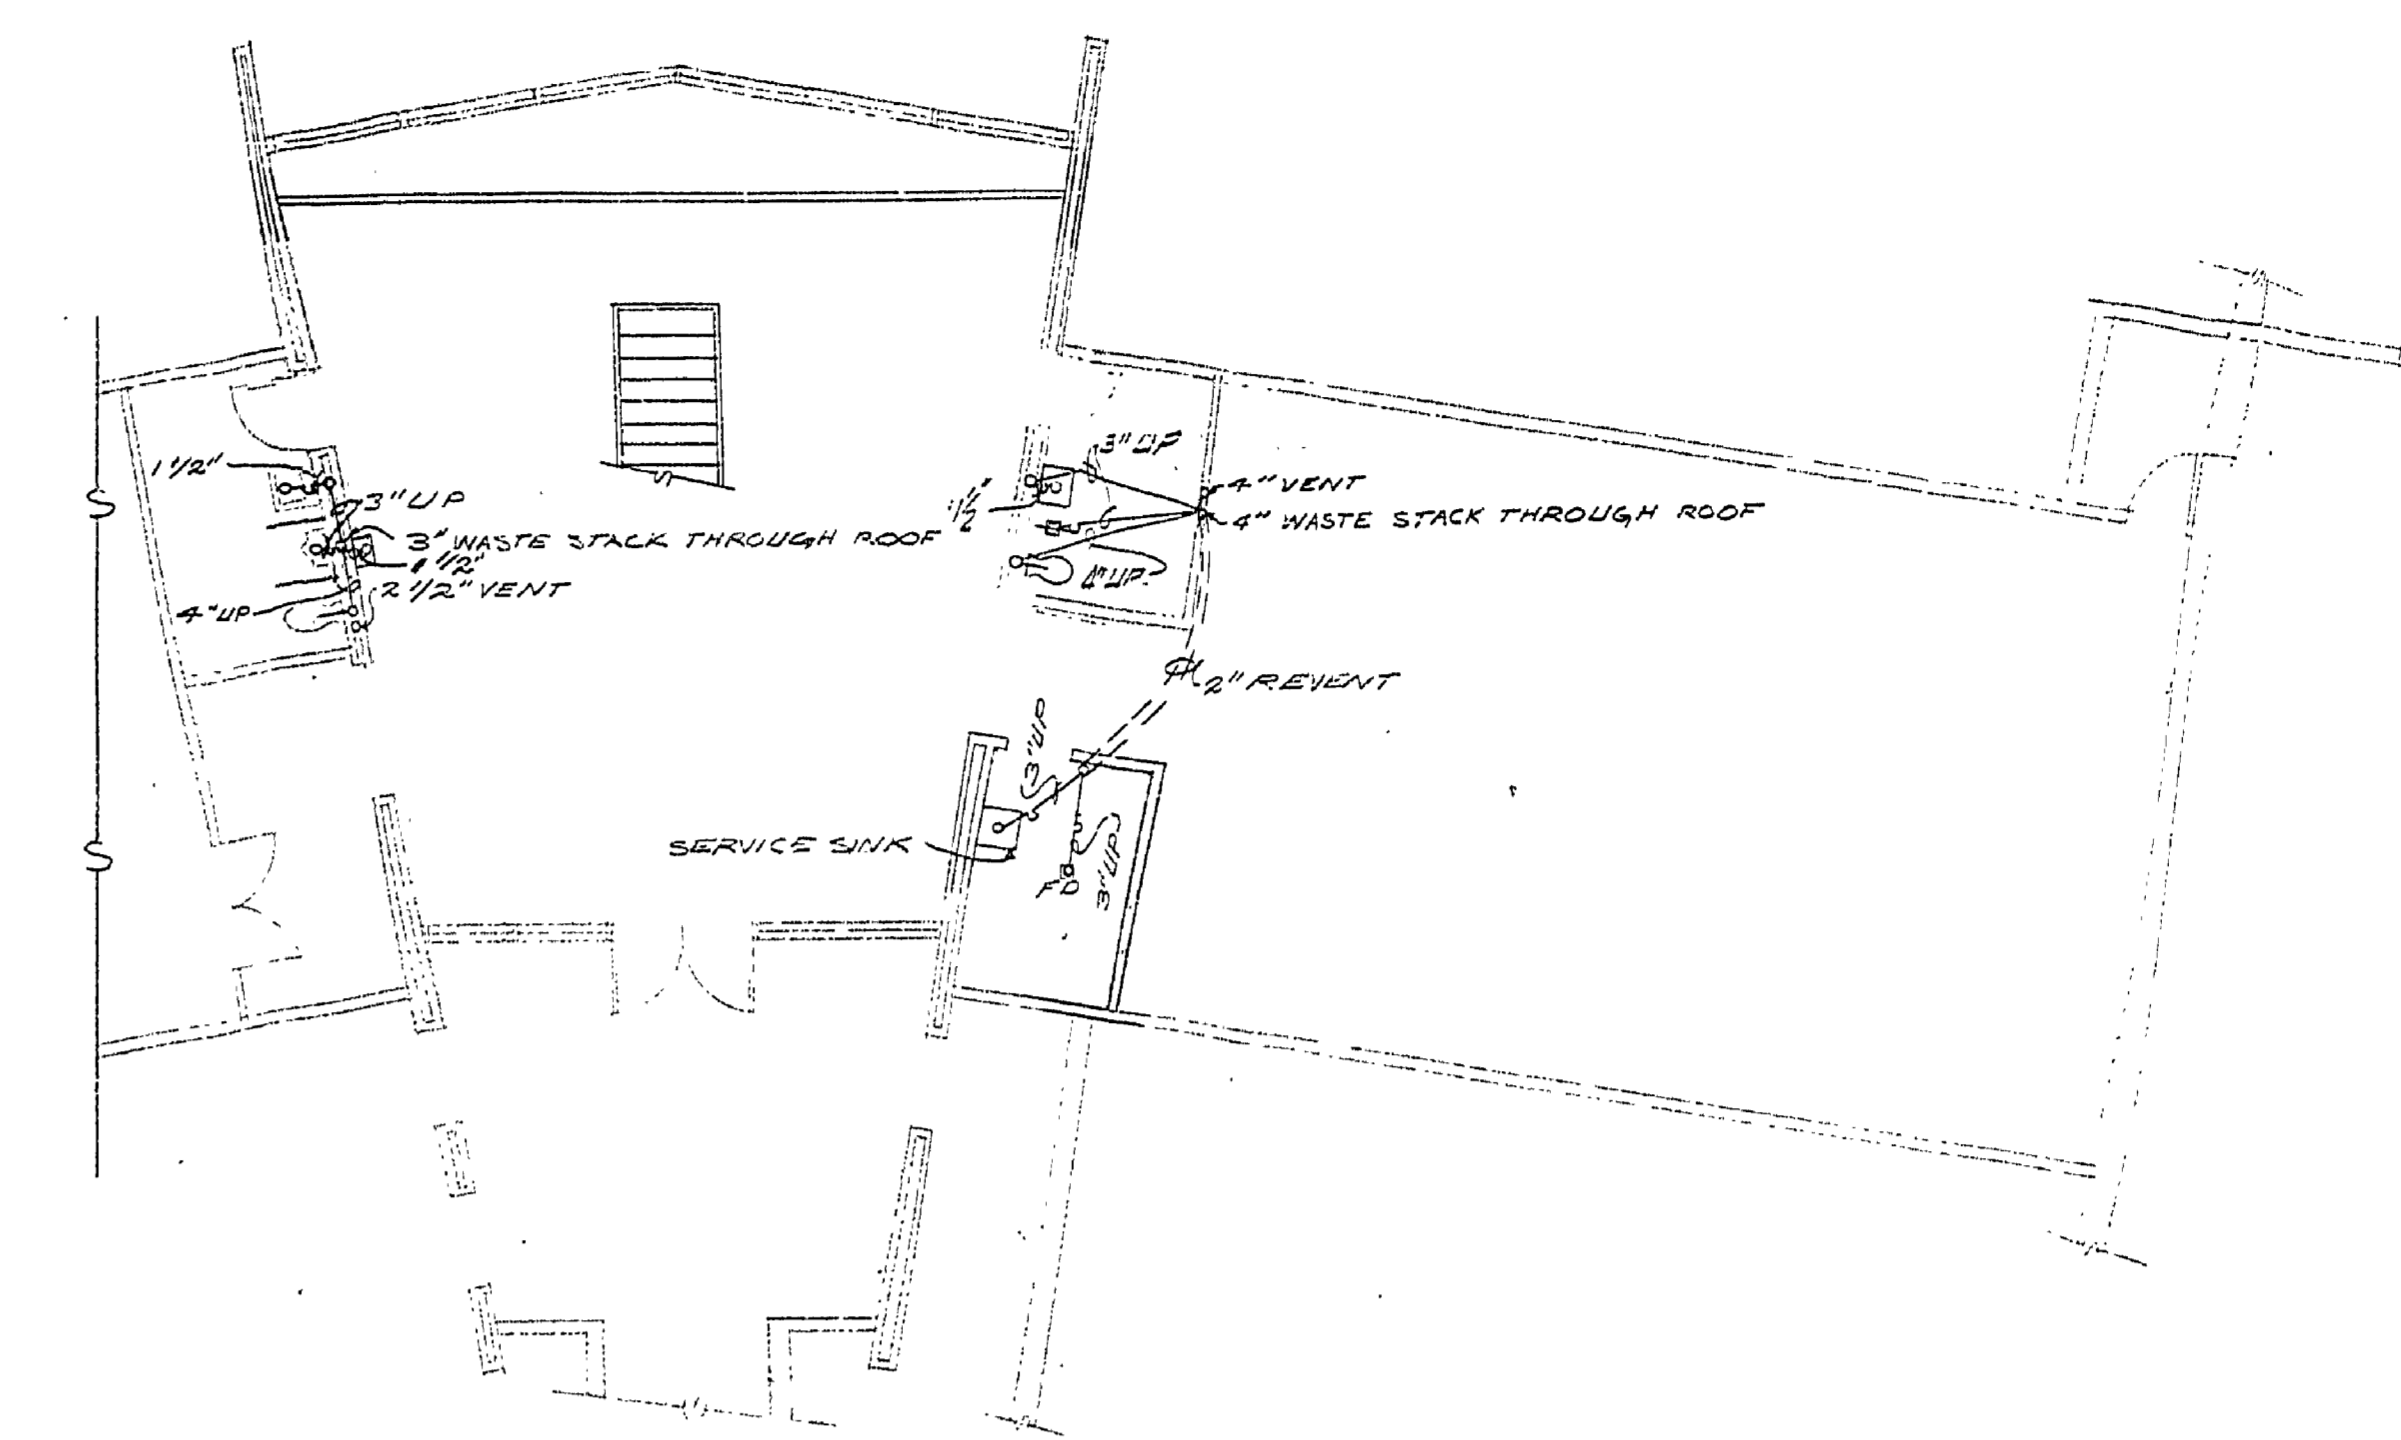 1 1/2"
3" UP
3" WASTE STACK THROUGH ROOF
1 1/2"
2 1/2" VENT
4" UP
3" UP
1 1/2"
4" VENT
4" WASTE STACK THROUGH ROOF
4" UP
2" REVENT
3" UP
SERVICE SINK
FD
3" UP
S
S